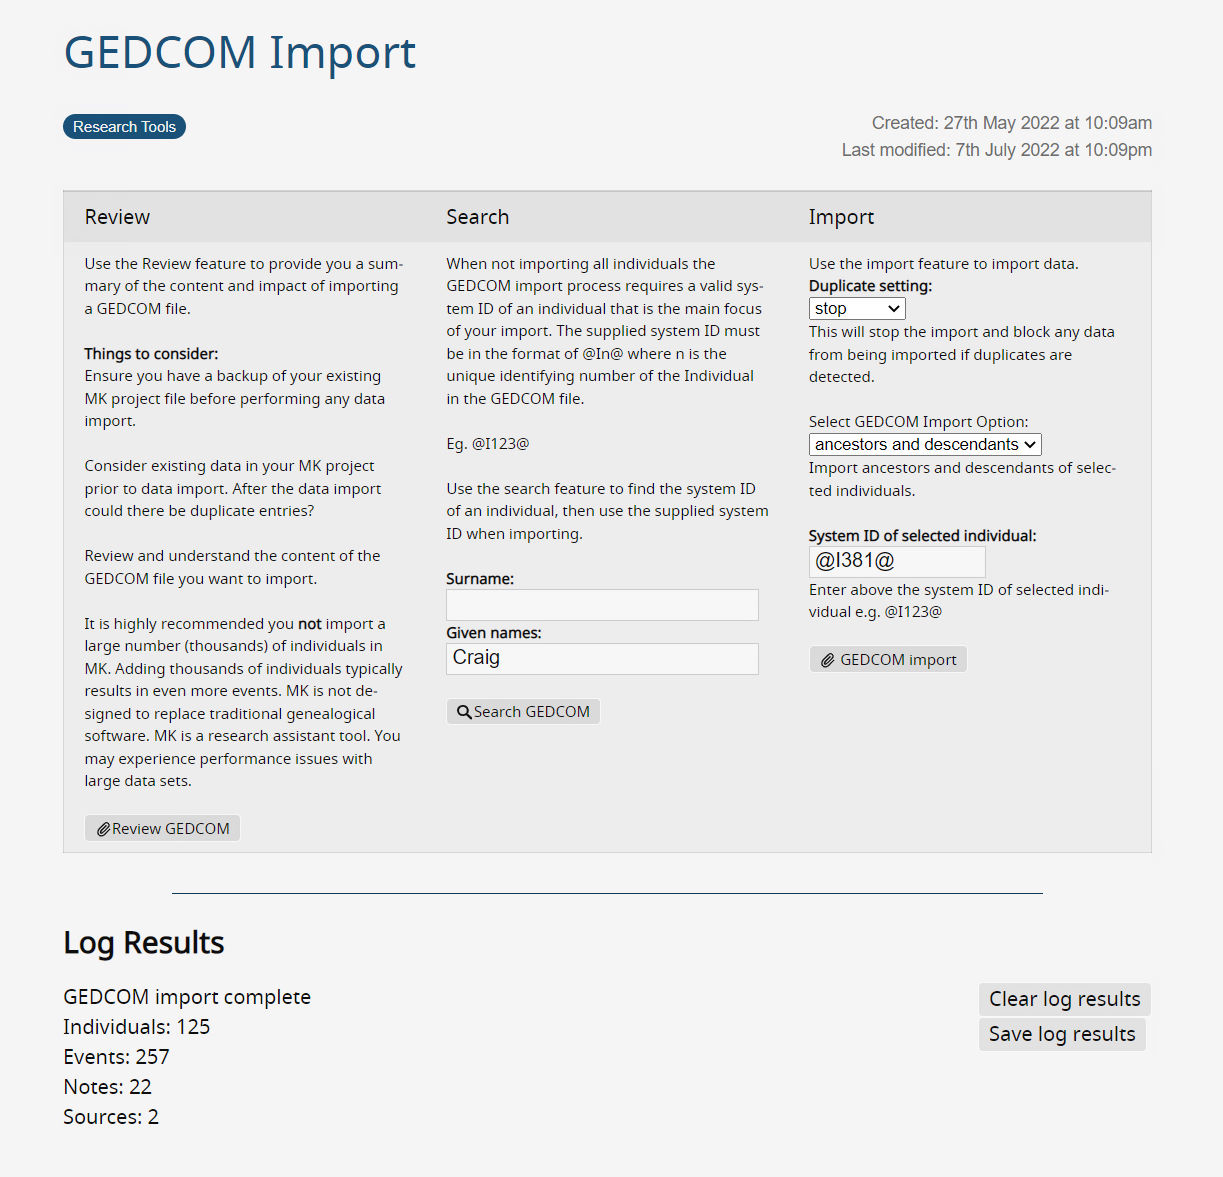 GEDCOM Import
Research Tools
Created: 27th May 2022 at 10:09am
Last modified: 7th July 2022 at 10:09pm
Review
Use the Review feature to provide you a sum-
mary of the content and impact of importing
a GEDCOM file.
Things to consider:
Ensure you have a backup of your existing
MK project file before performing any data
import.
Consider existing data in your MK project
prior to data import. After the data import
could there be duplicate entries?
Review and understand the content of the
GEDCOM file you want to import.
It is highly recommended you not import a
large number (thousands) of individuals in
MK. Adding thousands of individuals typically
results in even more events. MK is not de-
signed to replace traditional genealogical
software. MK is a research assistant tool. You
may experience performance issues with
large data sets.
Review GEDCOM
Search
When not importing all individuals the
GEDCOM import process requires a valid sys-
tem ID of an individual that is the main focus
of your import. The supplied system ID must
be in the format of @In@ where n is the
unique identifying number of the Individual
in the GEDCOM file.
Eg. @I123@
Use the search feature to find the system ID
of an individual, then use the supplied system
ID when importing.
Surname:
Given names:
Craig
Search GEDCOM
Import
Use the import feature to import data.
Duplicate setting:
stop
This will stop the import and block any data
from being imported if duplicates are
detected.
Select GEDCOM Import Option:
ancestors and descendants
Import ancestors and descendants of selec-
ted individuals.
System ID of selected individual:
@I381@
Enter above the system ID of selected indi-
vidual e.g. @I123@
GEDCOM import
Log Results
GEDCOM import complete
Individuals: 125
Events: 257
Notes: 22
Sources: 2
Clear log results
Save log results